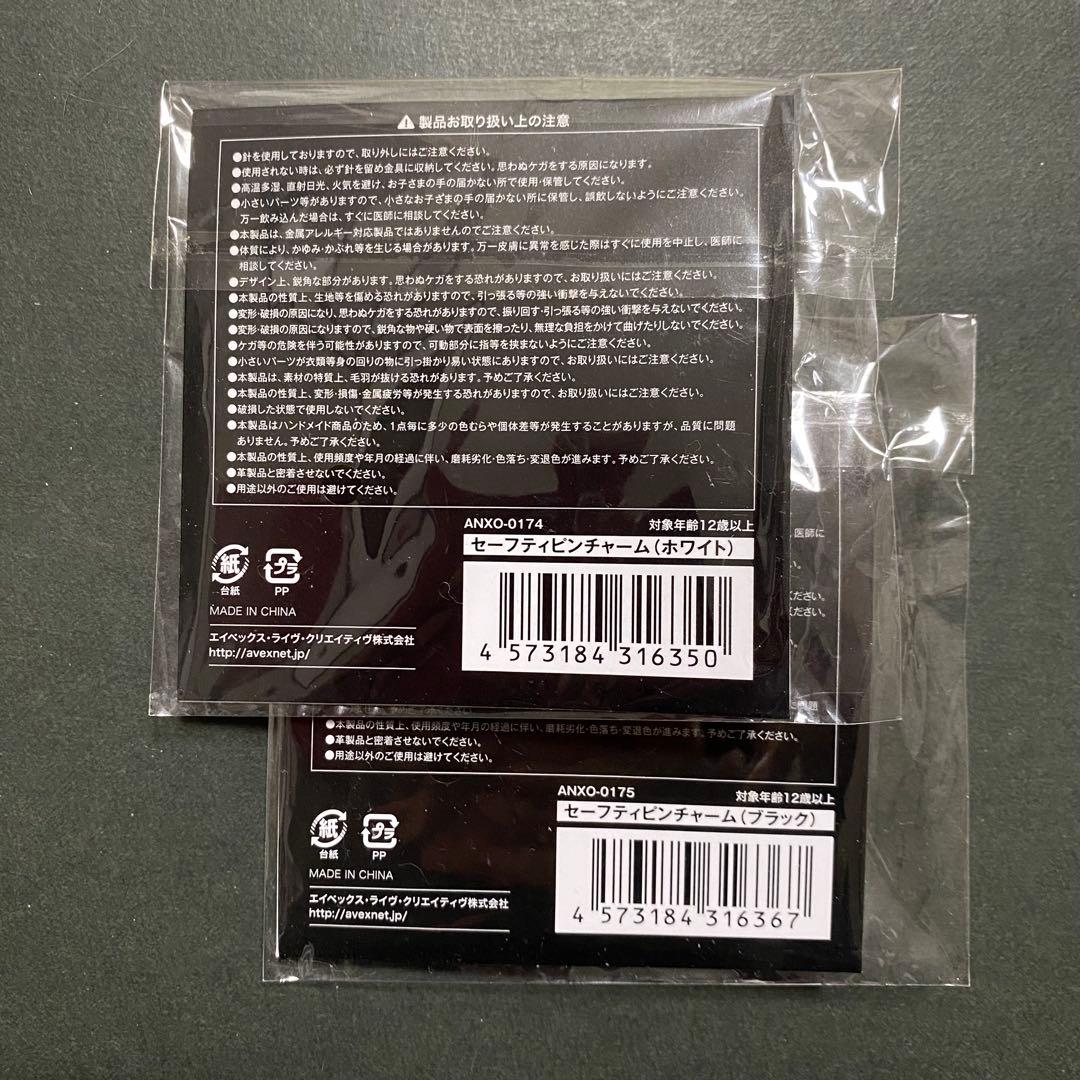 ⚠ 製品お取り扱い上の注意
●針を使用しておりますので、取り外しにはご注意ください。
●使用されない時は、必ず針を留め金具に収納してください。思わぬケガをする原因になります。
●高温多湿、直射日光、火気を避け、お子さまの手の届かない所で使用・保管してください。
●小さいパーツ等がありますので、小さなお子さまの手の届かない所に保管し、誤飲しないようにご注意ください。
万一飲み込んだ場合は、すぐに医師に相談してください。
●本製品は、金属アレルギー対応製品ではありませんのでご注意ください。
●体質により、かゆみ・かぶれ等を生じる場合があります。万一皮膚に異常を感じた際はすぐに使用を中止し、医師に
相談してください。
●デザイン上、鋭角な部分があります。思わぬケガをする恐れがありますので、お取り扱いにはご注意ください。
●本製品の性質上、生地等を傷める恐れがありますので、引っ張る等の強い衝撃を与えないでください。
●変形・破損の原因になり、思わぬケガをする恐れがありますので、振り回す・引っ張る等の強い衝撃を与えないでください。
●変形・破損の原因になりますので、鋭角な物や硬い物で表面を擦ったり、無理な負担をかけて曲げたりしないでください。
●ケガ等の危険を伴う可能性がありますので、可動部分に指等を挟まないようにご注意ください。
●小さいパーツが衣類等身の回りの物に引っ掛かり易い状態にありますので、お取り扱いにはご注意ください。
●本製品は、素材の特質上、毛羽が抜ける恐れがあります。予めご了承ください。
●本製品の性質上、変形・損傷・金属疲労等が発生する恐れがありますので、お取り扱いにはご注意ください。
●破損した状態で使用しないでください。
●本製品はハンドメイド商品のため、1点毎に多少の色むらや個体差等が発生することがありますが、品質に問題
ありません。予めご了承ください。
●本製品の性質上、使用頻度や年月の経過に伴い、磨耗劣化・色落ち・変退色が進みます。予めご了承ください。
●革製品と密着させないでください。
●用途以外のご使用は避けてください。
ANXO-0174 対象年齢12歳以上
セーフティピンチャーム(ホワイト)
紙 プラ
台紙 PP
MADE IN CHINA
エイベックス・ライヴ・クリエイティヴ株式会社
http://avexnet.jp/
4 573184 316350
医師に
い。
ください。
ださい。
問題
●本製品の性質上、使用頻度や年月の経過に伴い、磨耗劣化・色落ち・変退色が進みます。予めご了承ください。
●革製品と密着させないでください。
●用途以外のご使用は避けてください。
ANXO-0175 対象年齢12歳以上
セーフティピンチャーム(ブラック)
紙 プラ
台紙 PP
MADE IN CHINA
エイベックス・ライヴ・クリエイティヴ株式会社
http://avexnet.jp/
4 573184 316367